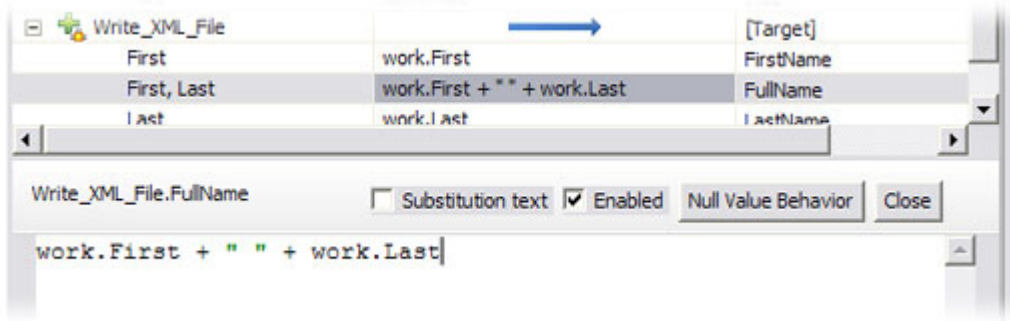 Write_XML_File [Target]
First work.First FirstName
First, Last work.First + " " + work.Last FullName
Last work.Last LastName
Write_XML_File.FullName Substitution text Enabled Null Value Behavior Close
work.First + " " + work.Last